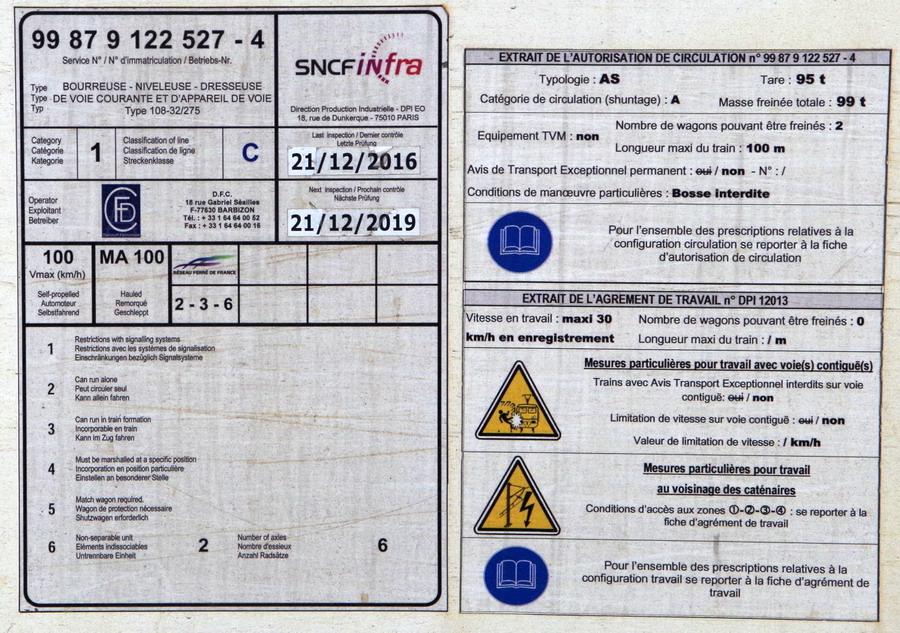 99 87 9 122 527 - 4
Service N° / N° d'immatriculation / Betriebs-Nr.
Type BOURREUSE - NIVELEUSE - DRESSEUSE
Type DE VOIE COURANTE ET D'APPAREIL DE VOIE
Typ Type 108-32/275
SNCF infra
Direction Production Industrielle - DPI EO
18, rue de Dunkerque - 75010 PARIS
Category
Catégorie
Kategorie
1
Classification of line
Classification de ligne
Streckenklasse
C
Last inspection / Dernier contrôle
Letzte Prüfung
21/12/2016
Operator
Exploitant
Betreiber
D.F.C.
18 rue Gabriel Séailles
F-77630 BARBIZON
Tél. : + 33 1 64 64 00 52
Fax : + 33 1 64 64 00 16
Next inspection / Prochain contrôle
Nächste Prüfung
21/12/2019
100
Vmax (km/h)
MA 100
RÉSEAU FERRÉ DE FRANCE
Self-propelled
Automoteur
Selbstfahrend
Hauled
Remorqué
Geschleppt
2 - 3 - 6
1
Restrictions with signalling systems
Restrictions avec les systèmes de signalisation
Einschränkungen bezüglich Signalsysteme
2
Can run alone
Peut circuler seul
Kann allein fahren
3
Can run in train formation
Incorporable en train
Kann im Zug fahren
4
Must be marshalled at a specific position
Incorporation en position particulière
Einstellen an besonderer Stelle
5
Match wagon required.
Wagon de protection nécessaire
Shutzwagen erforderlich
6
Non-separable unit
Eléments indissociables
Untrennbare Einheit
2
Number of axles
Nombre d'essieux
Anzahl Radsätze
6
EXTRAIT DE L'AUTORISATION DE CIRCULATION n° 99 87 9 122 527 - 4
Typologie : AS Tare : 95 t
Catégorie de circulation (shuntage) : A Masse freinée totale : 99 t
Equipement TVM : non
Nombre de wagons pouvant être freinés : 2
Longueur maxi du train : 100 m
Avis de Transport Exceptionnel permanent : oui / non - N° : /
Conditions de manœuvre particulières : Bosse interdite
Pour l'ensemble des prescriptions relatives à la
configuration circulation se reporter à la fiche
d'autorisation de circulation
EXTRAIT DE L'AGREMENT DE TRAVAIL n° DPI 12013
Vitesse en travail : maxi 30
km/h en enregistrement
Nombre de wagons pouvant être freinés : 0
Longueur maxi du train : / m
Mesures particulières pour travail avec voie(s) contiguë(s)
Trains avec Avis Transport Exceptionnel interdits sur voie
contiguë: oui / non
Limitation de vitesse sur voie contiguë : oui / non
Valeur de limitation de vitesse : / km/h
Mesures particulières pour travail
au voisinage des caténaires
Conditions d'accès aux zones ①-②-③-④ : se reporter à la
fiche d'agrément de travail
Pour l'ensemble des prescriptions relatives à la
configuration travail se reporter à la fiche d'agrément de
travail